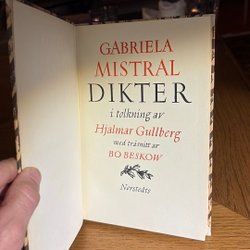 GABRIELA
MISTRAL
DIKTER
i tolkning av
Hjalmar Gullberg
med träsnitt av
BO BESKOW
Norstedts